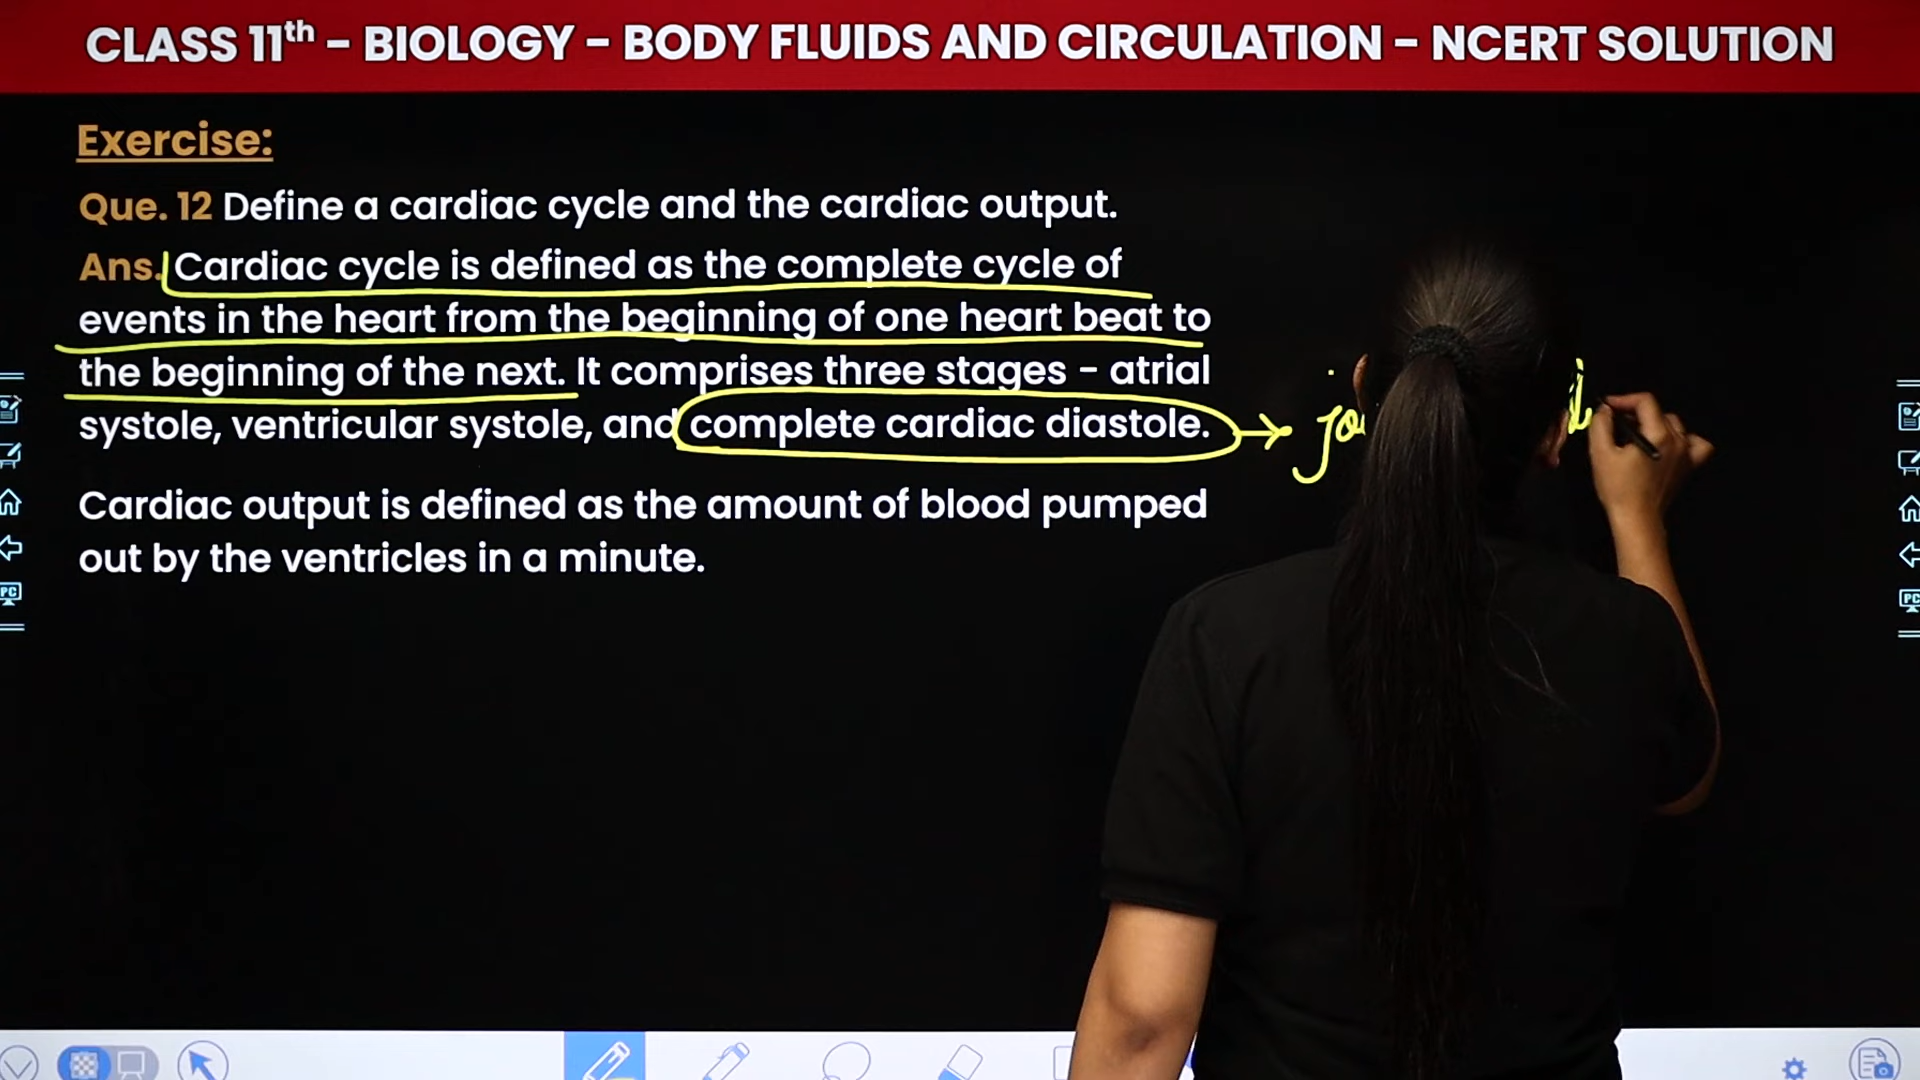 CLASS 11th - BIOLOGY - BODY FLUIDS AND CIRCULATION - NCERT SOLUTION
Exercise:
Que. 12 Define a cardiac cycle and the cardiac output.
Ans. Cardiac cycle is defined as the complete cycle of
events in the heart from the beginning of one heart beat to
the beginning of the next. It comprises three stages - atrial
systole, ventricular systole, and complete cardiac diastole.
Cardiac output is defined as the amount of blood pumped
out by the ventricles in a minute.
PC
PC